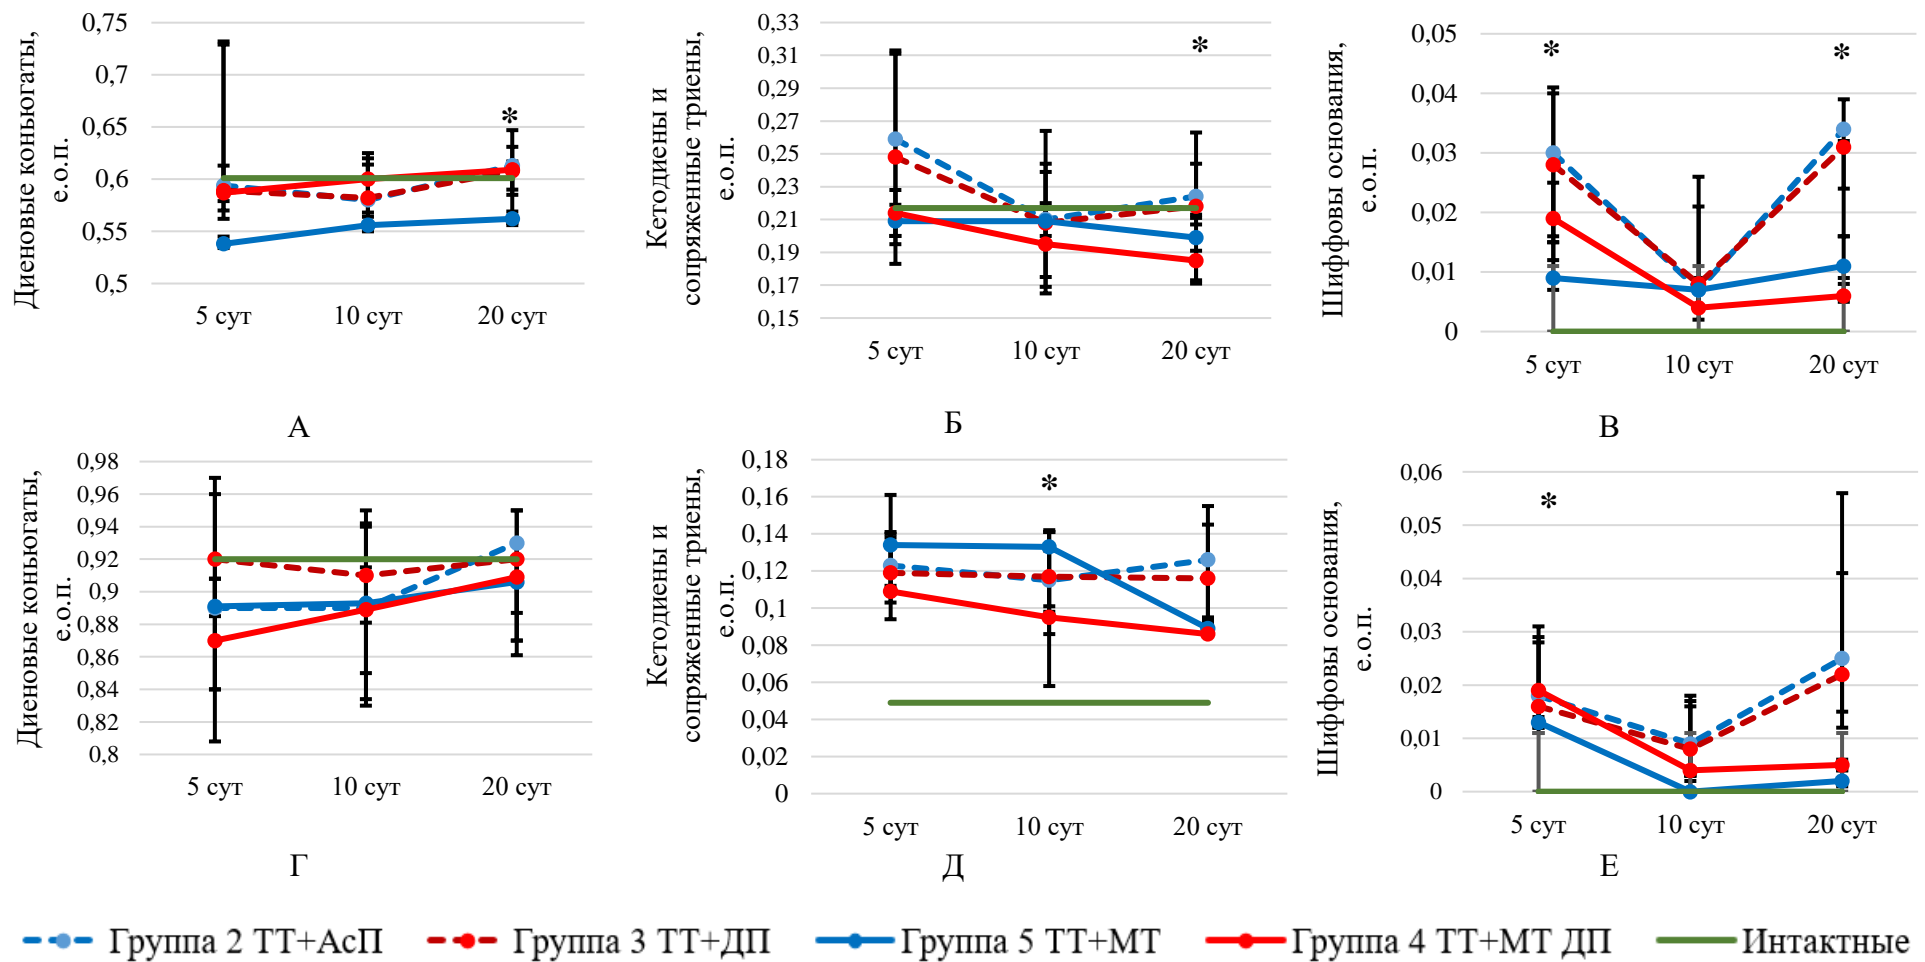 Диеновые коньюгаты,
е.о.п.
0,75
0,7
0,65
0,6
0,55
0,5
*
5 сут 10 сут 20 сут
А
Кетодиены и
сопряженные триены,
е.о.п.
0,33
0,31
0,29
0,27
0,25
0,23
0,21
0,19
0,17
0,15
*
5 сут 10 сут 20 сут
Б
Шиффовы основания,
е.о.п.
0,05
0,04
0,03
0,02
0,01
0
* *
5 сут 10 сут 20 сут
В
Диеновые коньюгаты,
е.о.п.
0,98
0,96
0,94
0,92
0,9
0,88
0,86
0,84
0,82
0,8
5 сут 10 сут 20 сут
Г
Кетодиены и
сопряженные триены,
е.о.п.
0,18
0,16
0,14
0,12
0,1
0,08
0,06
0,04
0,02
0
*
5 сут 10 сут 20 сут
Д
Шиффовы основания,
е.о.п.
0,06
0,05
0,04
0,03
0,02
0,01
0
*
5 сут 10 сут 20 сут
Е
Группа 2 ТТ+АсП Группа 3 ТТ+ДП Группа 5 ТТ+МТ Группа 4 ТТ+МТ ДП Интактные